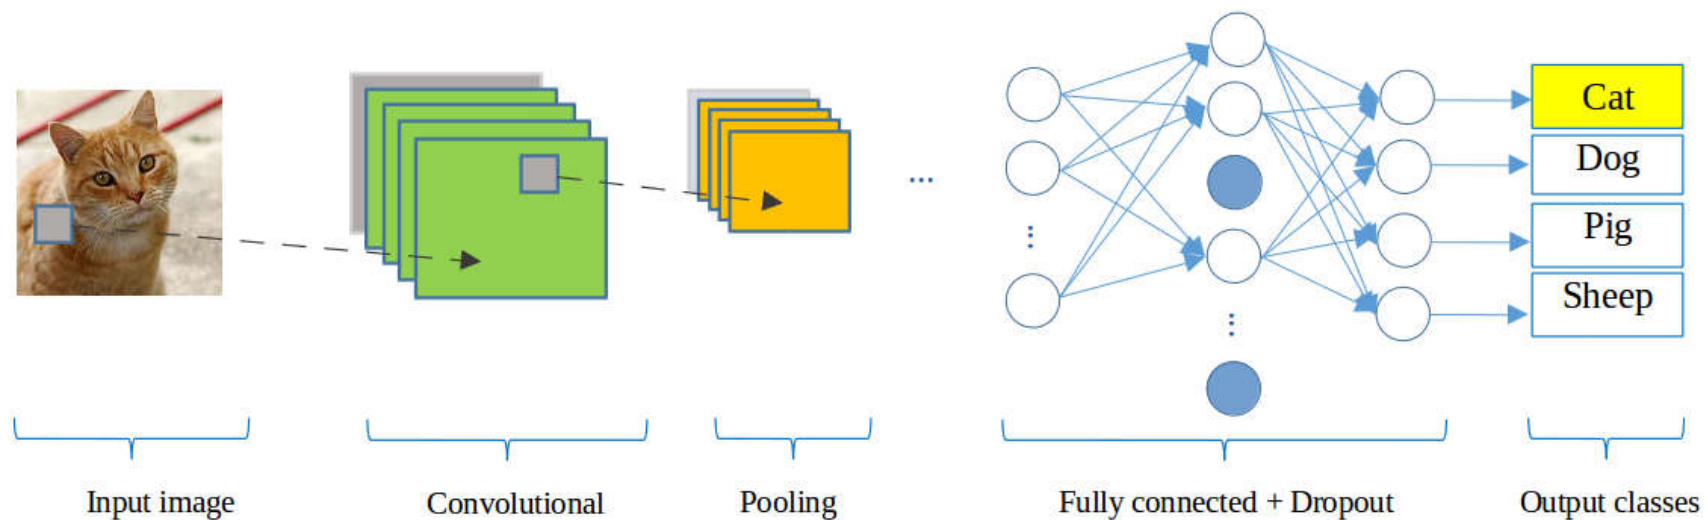 Cat
Dog
Pig
Sheep
Input image
Convolutional
Pooling
Fully connected + Dropout
Output classes